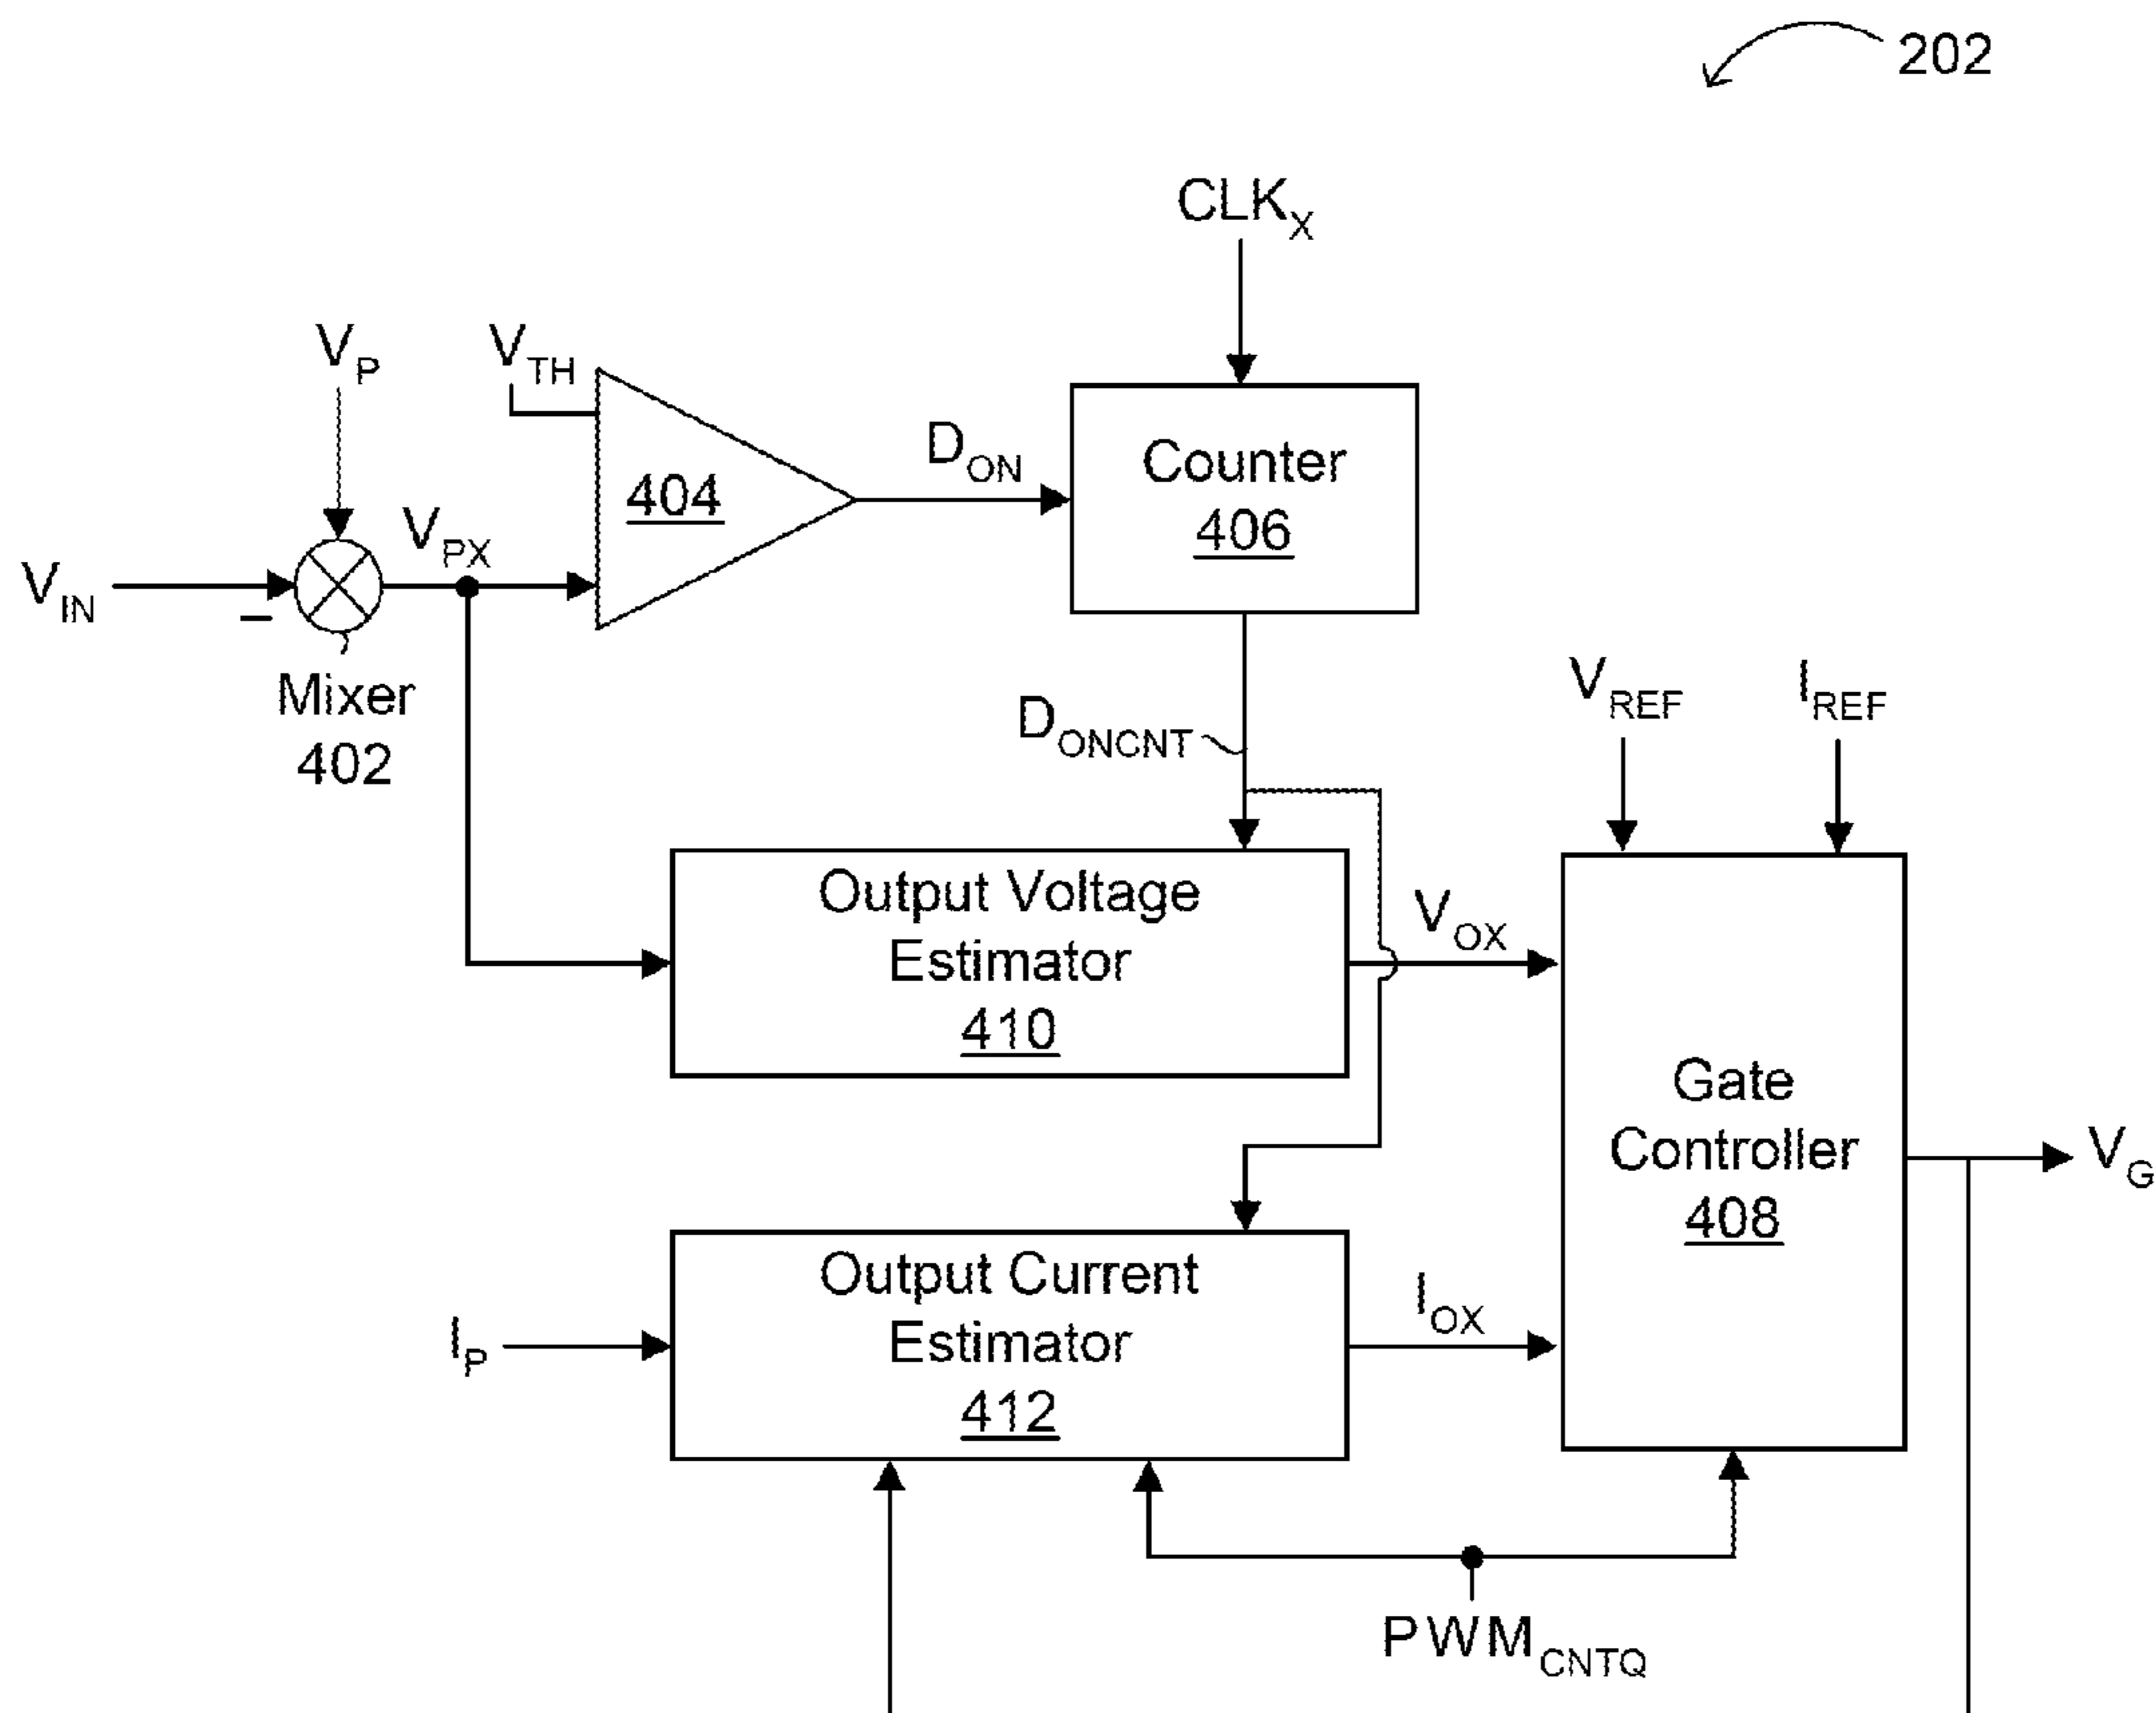 202
CLKX
VP
VTH
DON
Counter
406
404
VPX
VIN
–
Mixer
402
DONCNT
VREF
IREF
Output Voltage
Estimator
410
VOX
Gate
Controller
408
VG
Output Current
Estimator
412
IP
IOX
PWMCNTQ